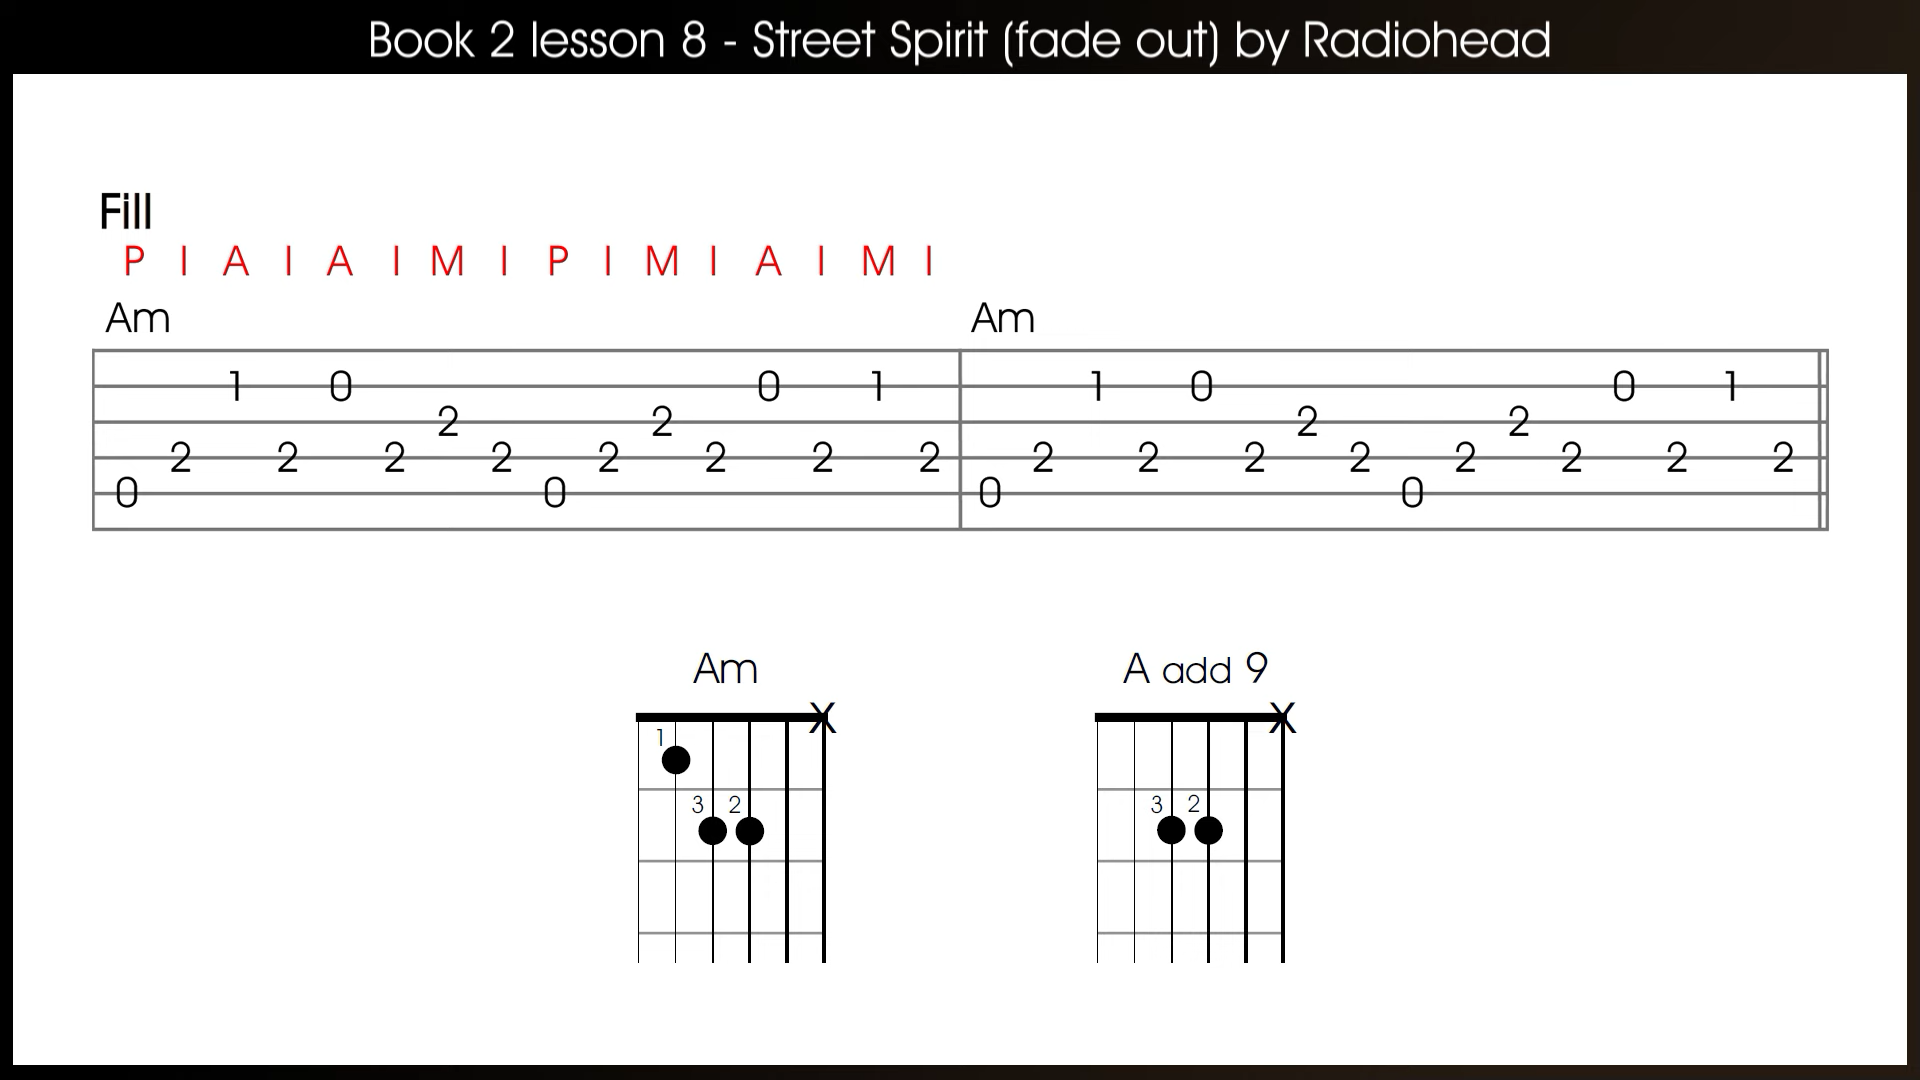 Book 2 lesson 8 - Street Spirit (fade out) by Radiohead
Fill
P I A I A I M I P I M I A I M I
Am Am
1 0 0 1 1 0 0 1
2 2 2 2
2 2 2 2 2 2 2 2 2 2 2 2 2 2 2 2
0 0 0 0
Am A add 9
X X
1
3 2 3 2